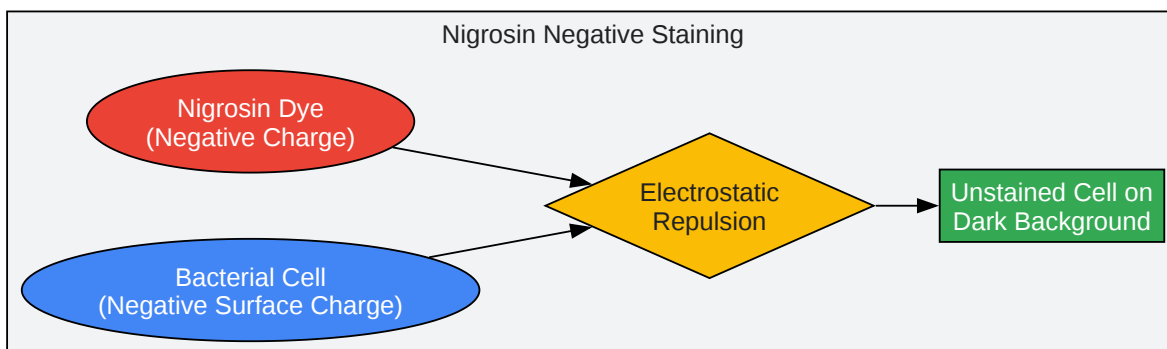 Nigrosin Negative Staining
Nigrosin Dye
(Negative Charge)
Bacterial Cell
(Negative Surface Charge)
Electrostatic
Repulsion
Unstained Cell on
Dark Background